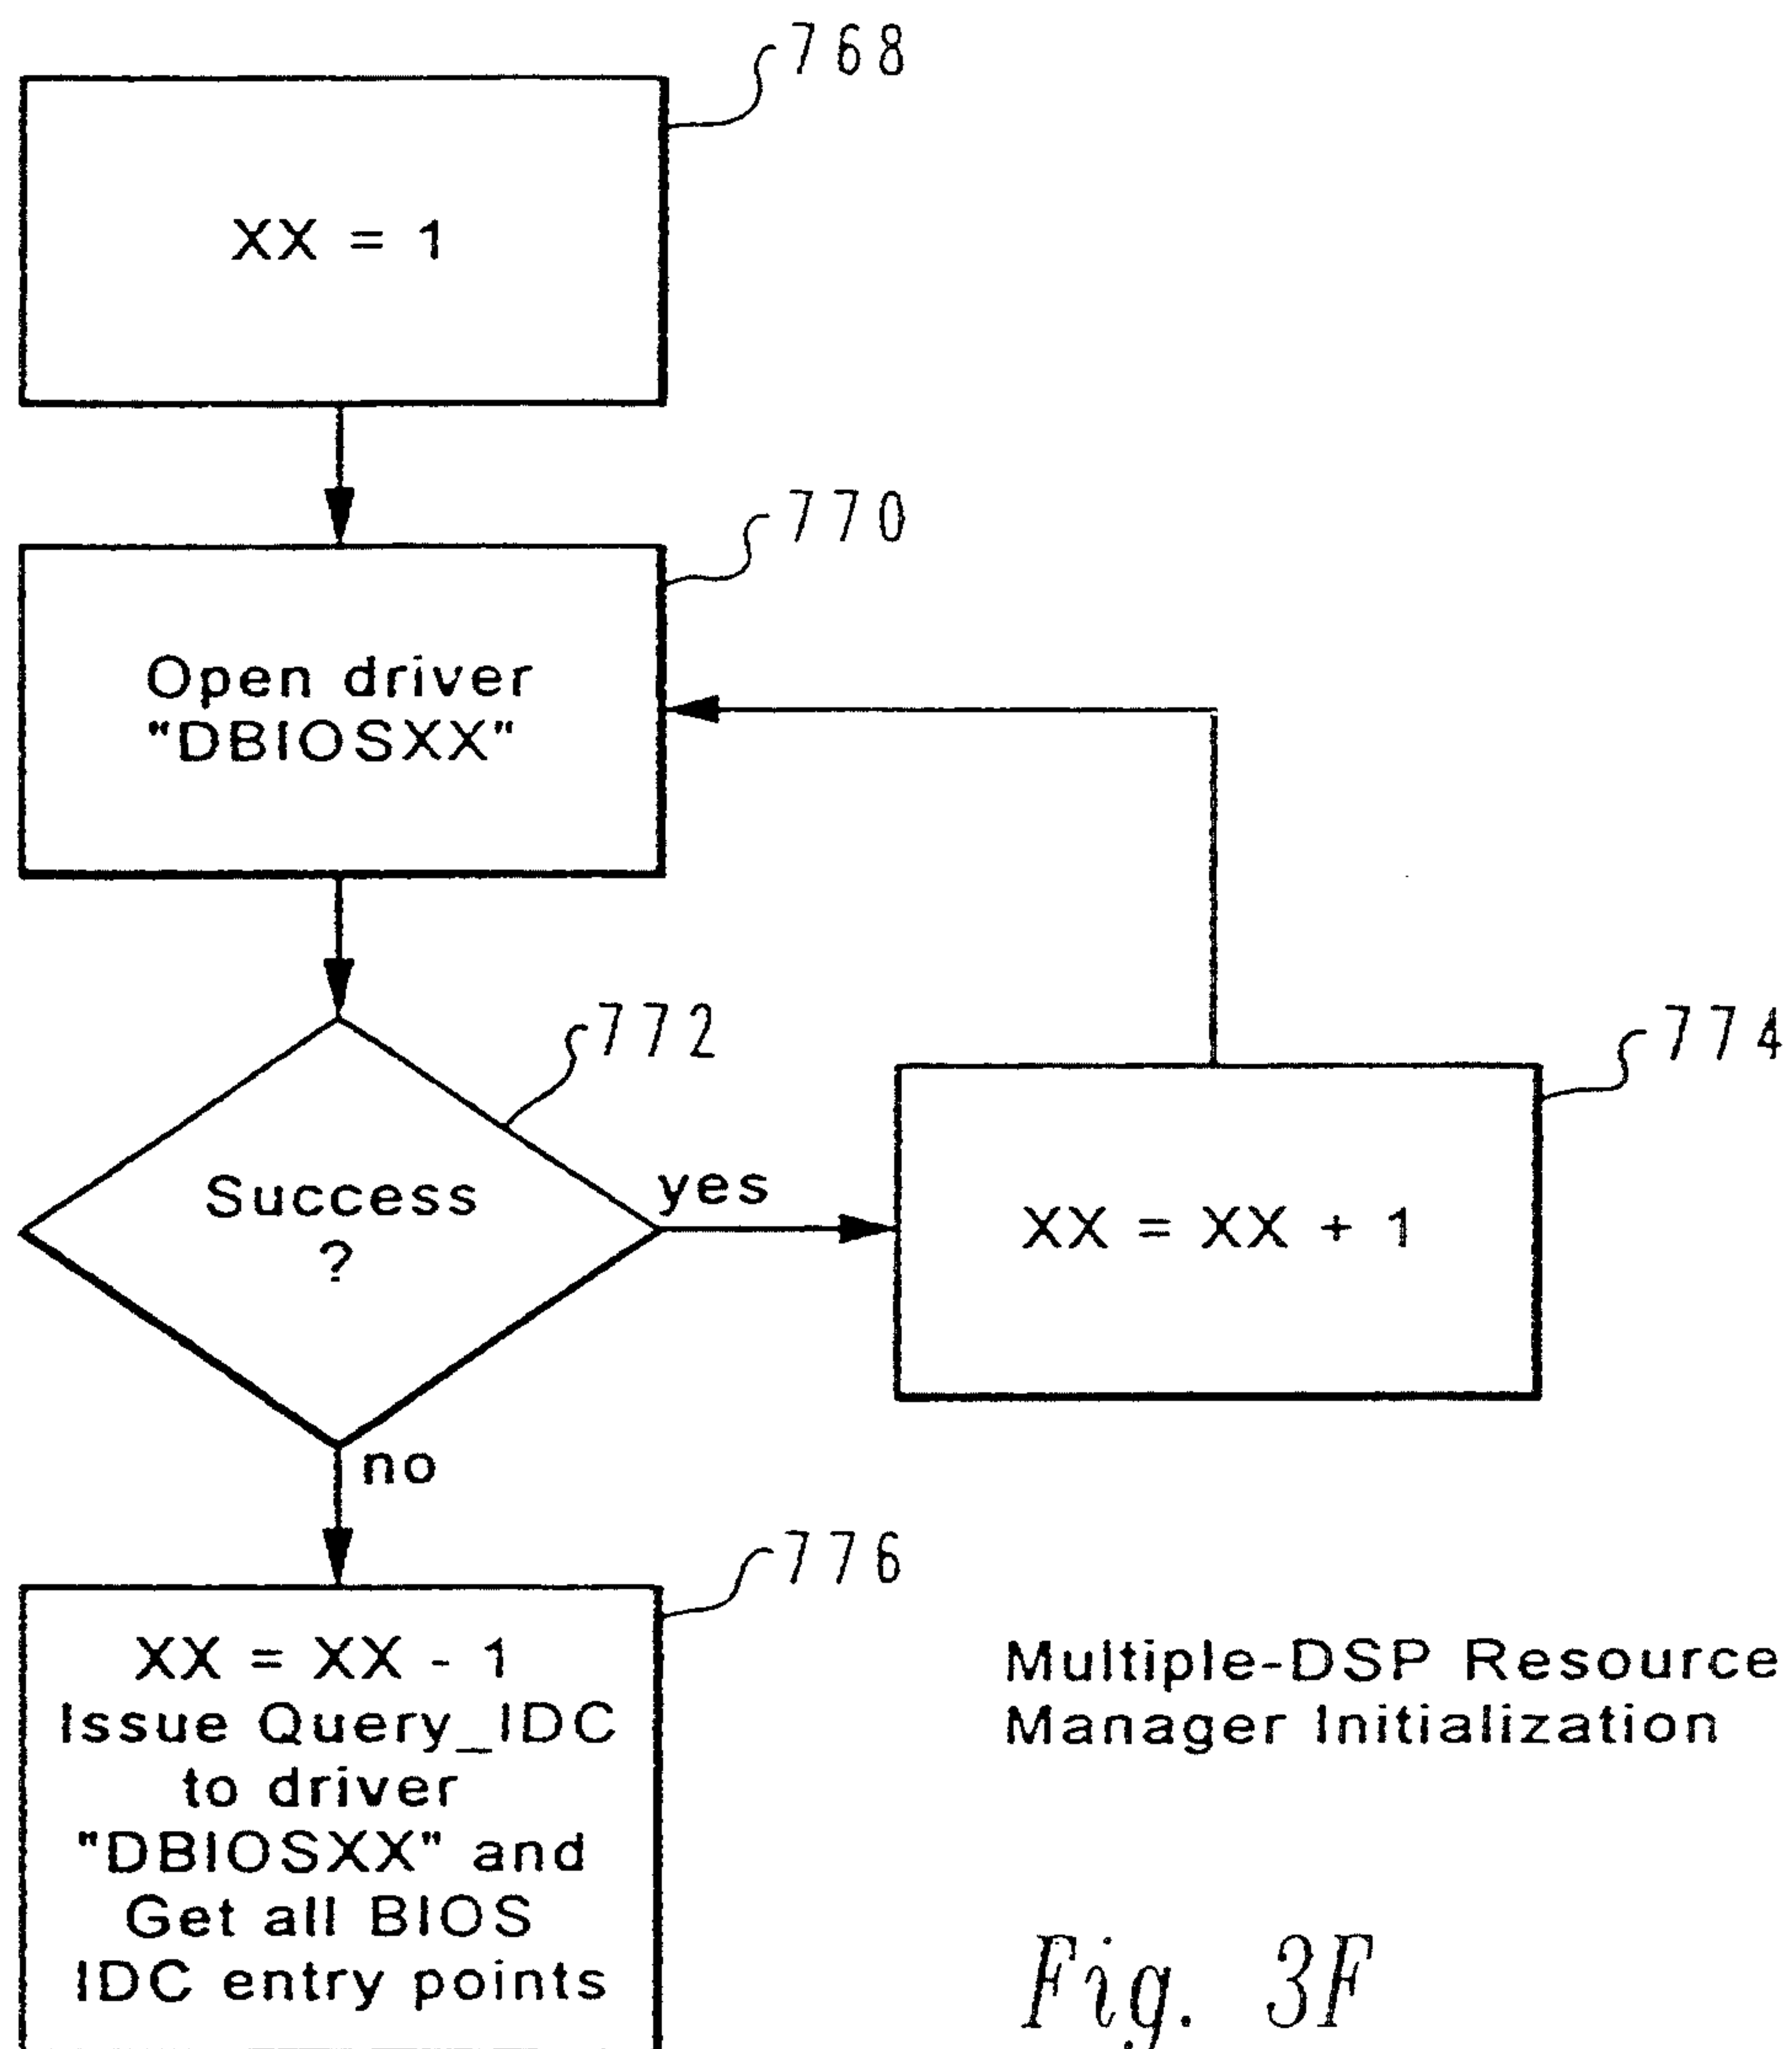 768
XX = 1
770
Open driver
"DBIOSXX"
772
Success
?
yes
774
XX = XX + 1
no
776
XX = XX - 1
Issue Query_IDC
to driver
"DBIOSXX" and
Get all BIOS
IDC entry points
Multiple-DSP Resource
Manager Initialization
Fig. 3F